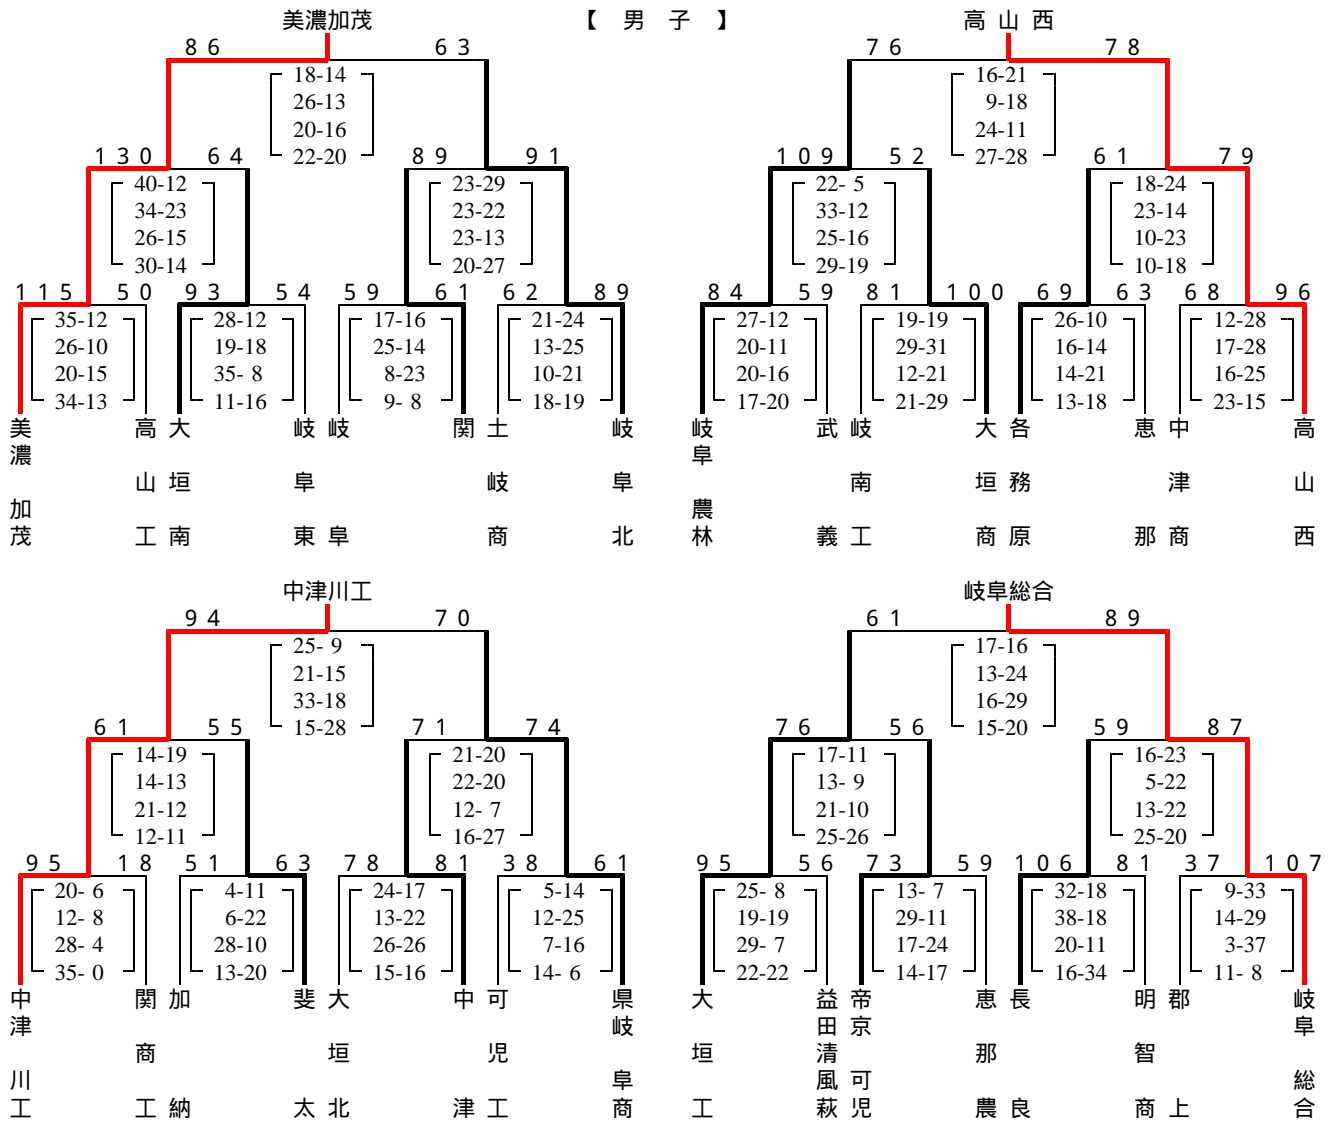 美濃加茂 【 男 子 】 高 山 西
86 63 76 78
18-14 16-21
26-13 9-18
20-16 24-11
22-20 27-28
130 64 89 91 109 52 61 79
40-12 23-29 22- 5 18-24
34-23 23-22 33-12 23-14
26-15 23-13 25-16 10-23
30-14 20-27 29-19 10-18
115 50 93 54 59 61 62 89 84 59 81 100 69 63 68 96
35-12 28-12 17-16 21-24 27-12 19-19 26-10 12-28
26-10 19-18 25-14 13-25 20-11 29-31 16-14 17-28
20-15 35- 8 8-23 10-21 20-16 12-21 14-21 16-25
34-13 11-16 9- 8 18-19 17-20 21-29 13-18 23-15
美濃加茂
高山工
大垣南
岐阜東
岐阜
関
土岐商
岐阜北
岐阜農林
武義
岐南工
大垣商
各務原
恵那
中津商
高山西
中津川工 岐阜総合
94 70 61 89
25- 9 17-16
21-15 13-24
33-18 16-29
15-28 15-20
61 55 71 74 76 56 59 87
14-19 21-20 17-11 16-23
14-13 22-20 13- 9 5-22
21-12 12- 7 21-10 13-22
12-11 16-27 25-26 25-20
95 18 51 63 78 81 38 61 95 56 73 59 106 81 37 107
20- 6 4-11 24-17 5-14 25- 8 13- 7 32-18 9-33
12- 8 6-22 13-22 12-25 19-19 29-11 38-18 14-29
28- 4 28-10 26-26 7-16 29- 7 17-24 20-11 3-37
35- 0 13-20 15-16 14- 6 22-22 14-17 16-34 11- 8
中津川工
関商工
加納
斐太
大垣北
中津
可児工
県岐阜商
大垣工
益田清風萩
帝京可児
恵那農
長良
明智商
郡上
岐阜総合